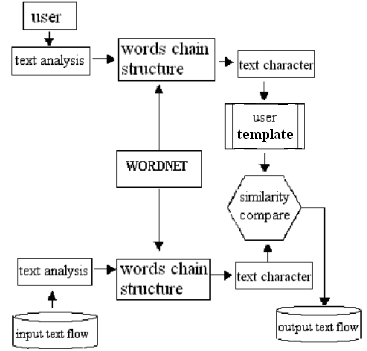 user
text analysis
words chain
structure
text character
user
template
WORDNET
similarity
compare
text analysis
words chain
structure
text character
input text flow
output text flow